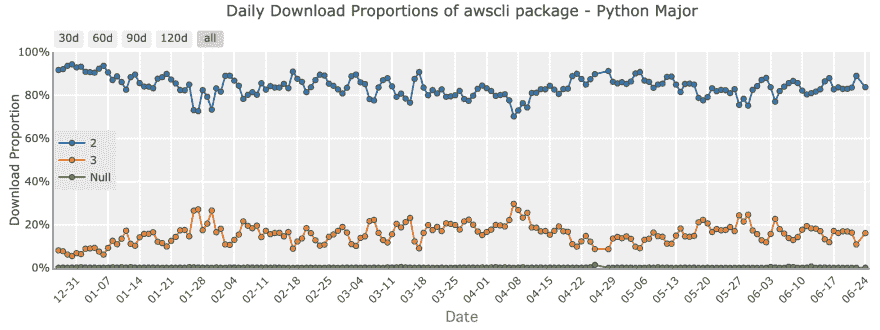 Daily Download Proportions of awscli package - Python Major
30d 60d 90d 120d all
100%
80%
60%
40%
20%
0%
Download Proportion
2
3
Null
12-31 01-07 01-14 01-21 01-28 02-04 02-11 02-18 02-25 03-04 03-11 03-18 03-25 04-01 04-08 04-15 04-22 04-29 05-06 05-13 05-20 05-27 06-03 06-10 06-17 06-24
Date